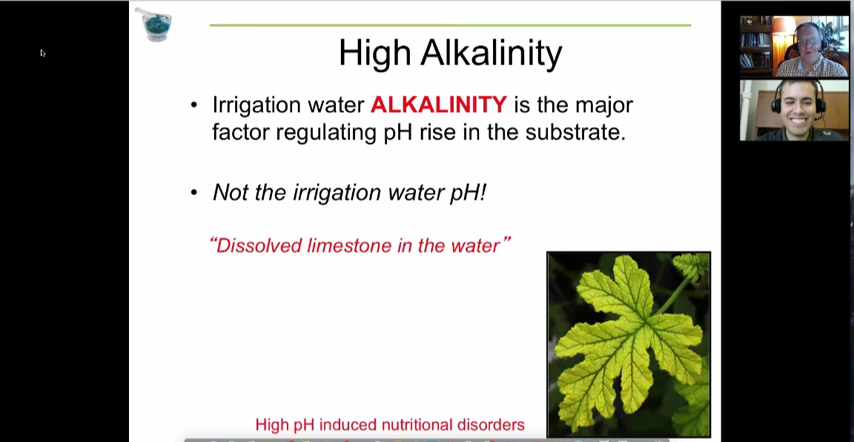 High Alkalinity
• Irrigation water ALKALINITY is the major
factor regulating pH rise in the substrate.
• Not the irrigation water pH!
“Dissolved limestone in the water”
High pH induced nutritional disorders